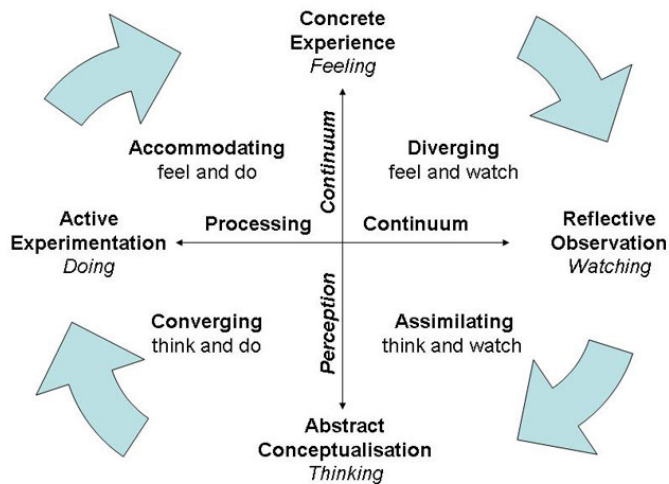 Concrete
Experience
Feeling
Continuum
Accommodating
feel and do
Diverging
feel and watch
Active
Experimentation
Doing
Processing
Continuum
Reflective
Observation
Watching
Perception
Converging
think and do
Assimilating
think and watch
Abstract
Conceptualisation
Thinking